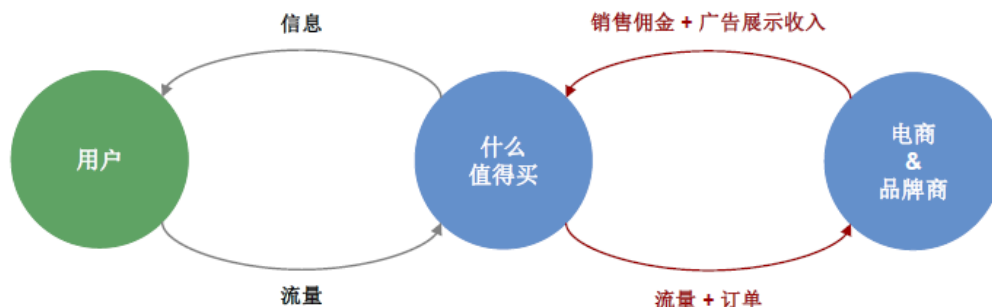 信息
销售佣金 + 广告展示收入
用户
什么
值得买
电商
&
品牌商
流量
流量 + 订单